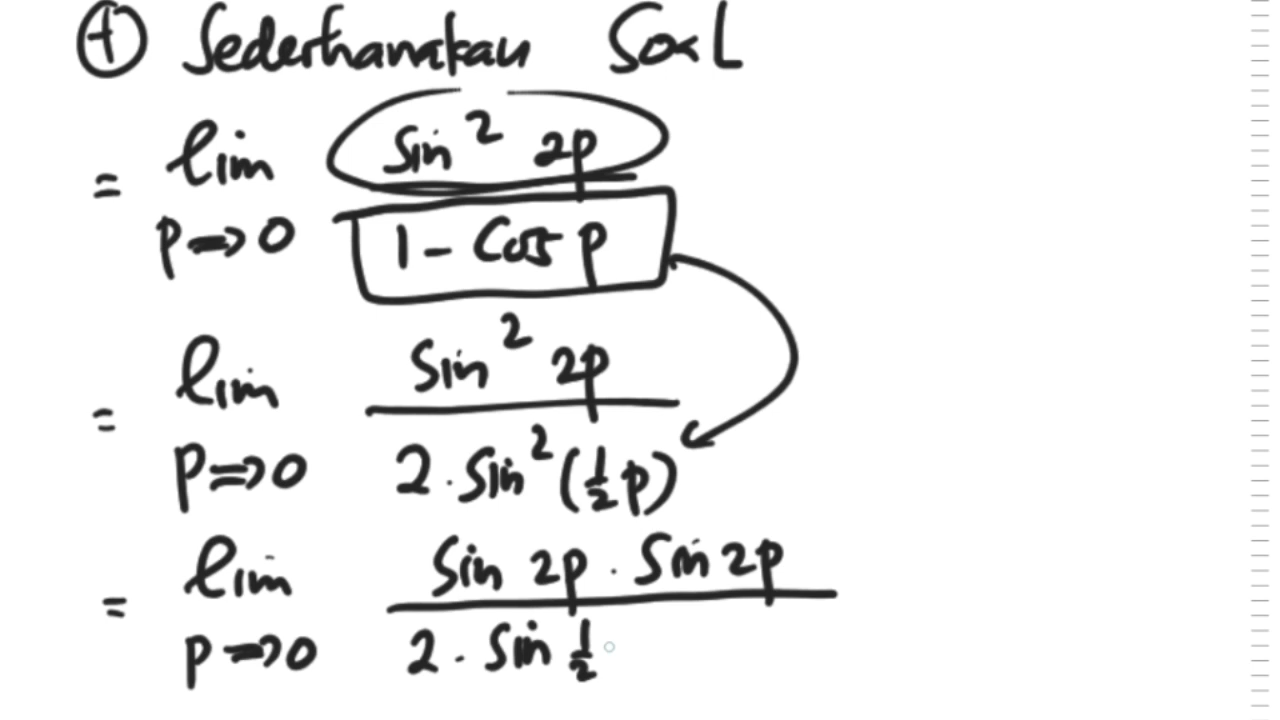 ④ Sederhanakan Soal
= lim sin² 2p
p→0 1 - Cos p
= lim sin² 2p
p⇒0 2 . sin² (½ p)
= lim sin 2p . sin 2p
p→0 2 . sin ½